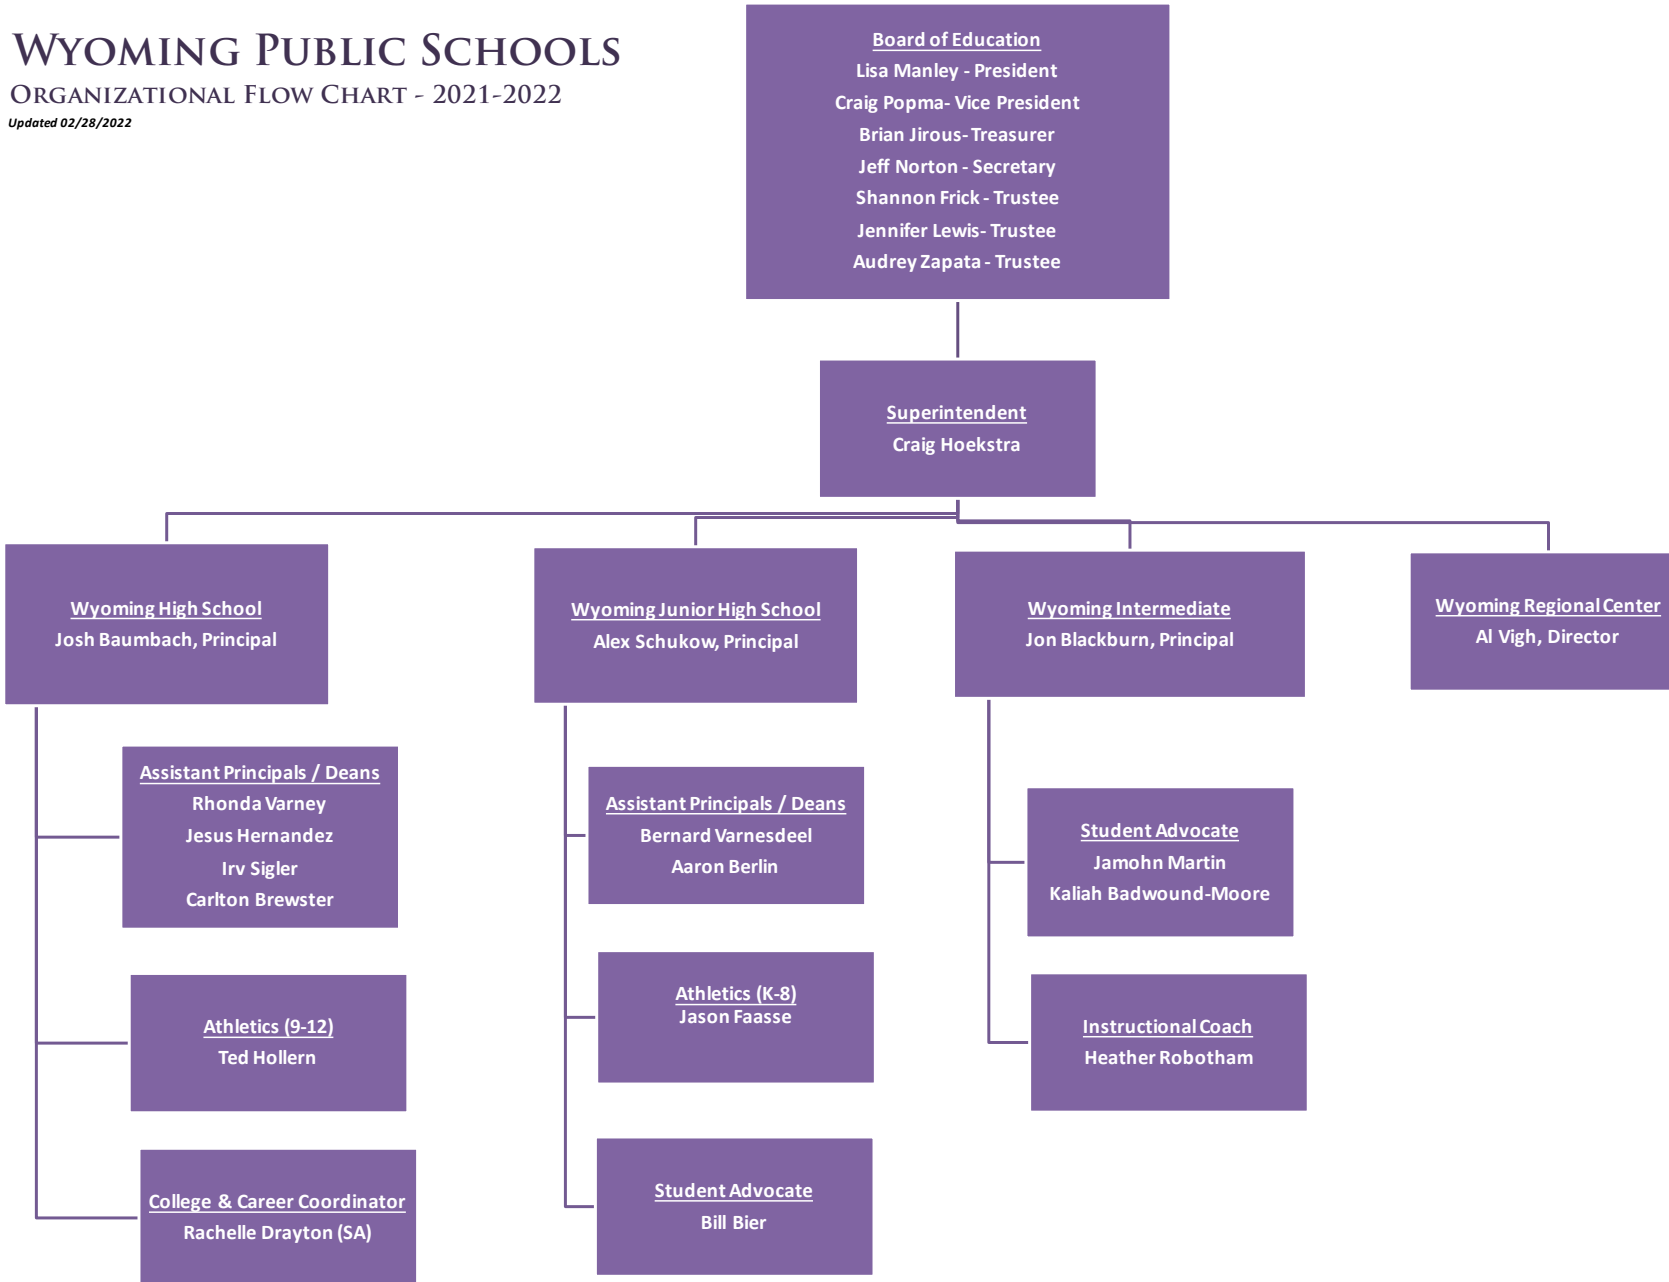 Wyoming Public Schools
Organizational Flow Chart - 2021-2022
Updated 02/28/2022
Board of Education
Lisa Manley - President
Craig Popma- Vice President
Brian Jirous- Treasurer
Jeff Norton - Secretary
Shannon Frick - Trustee
Jennifer Lewis- Trustee
Audrey Zapata - Trustee
Superintendent
Craig Hoekstra
Wyoming High School
Josh Baumbach, Principal
Assistant Principals / Deans
Rhonda Varney
Jesus Hernandez
Irv Sigler
Carlton Brewster
Athletics (9-12)
Ted Hollern
College & Career Coordinator
Rachelle Drayton (SA)
Wyoming Junior High School
Alex Schukow, Principal
Assistant Principals / Deans
Bernard Varnesdeel
Aaron Berlin
Athletics (K-8)
Jason Faasse
Student Advocate
Bill Bier
Wyoming Intermediate
Jon Blackburn, Principal
Student Advocate
Jamohn Martin
Kaliah Badwound-Moore
Instructional Coach
Heather Robotham
Wyoming Regional Center
Al Vigh, Director